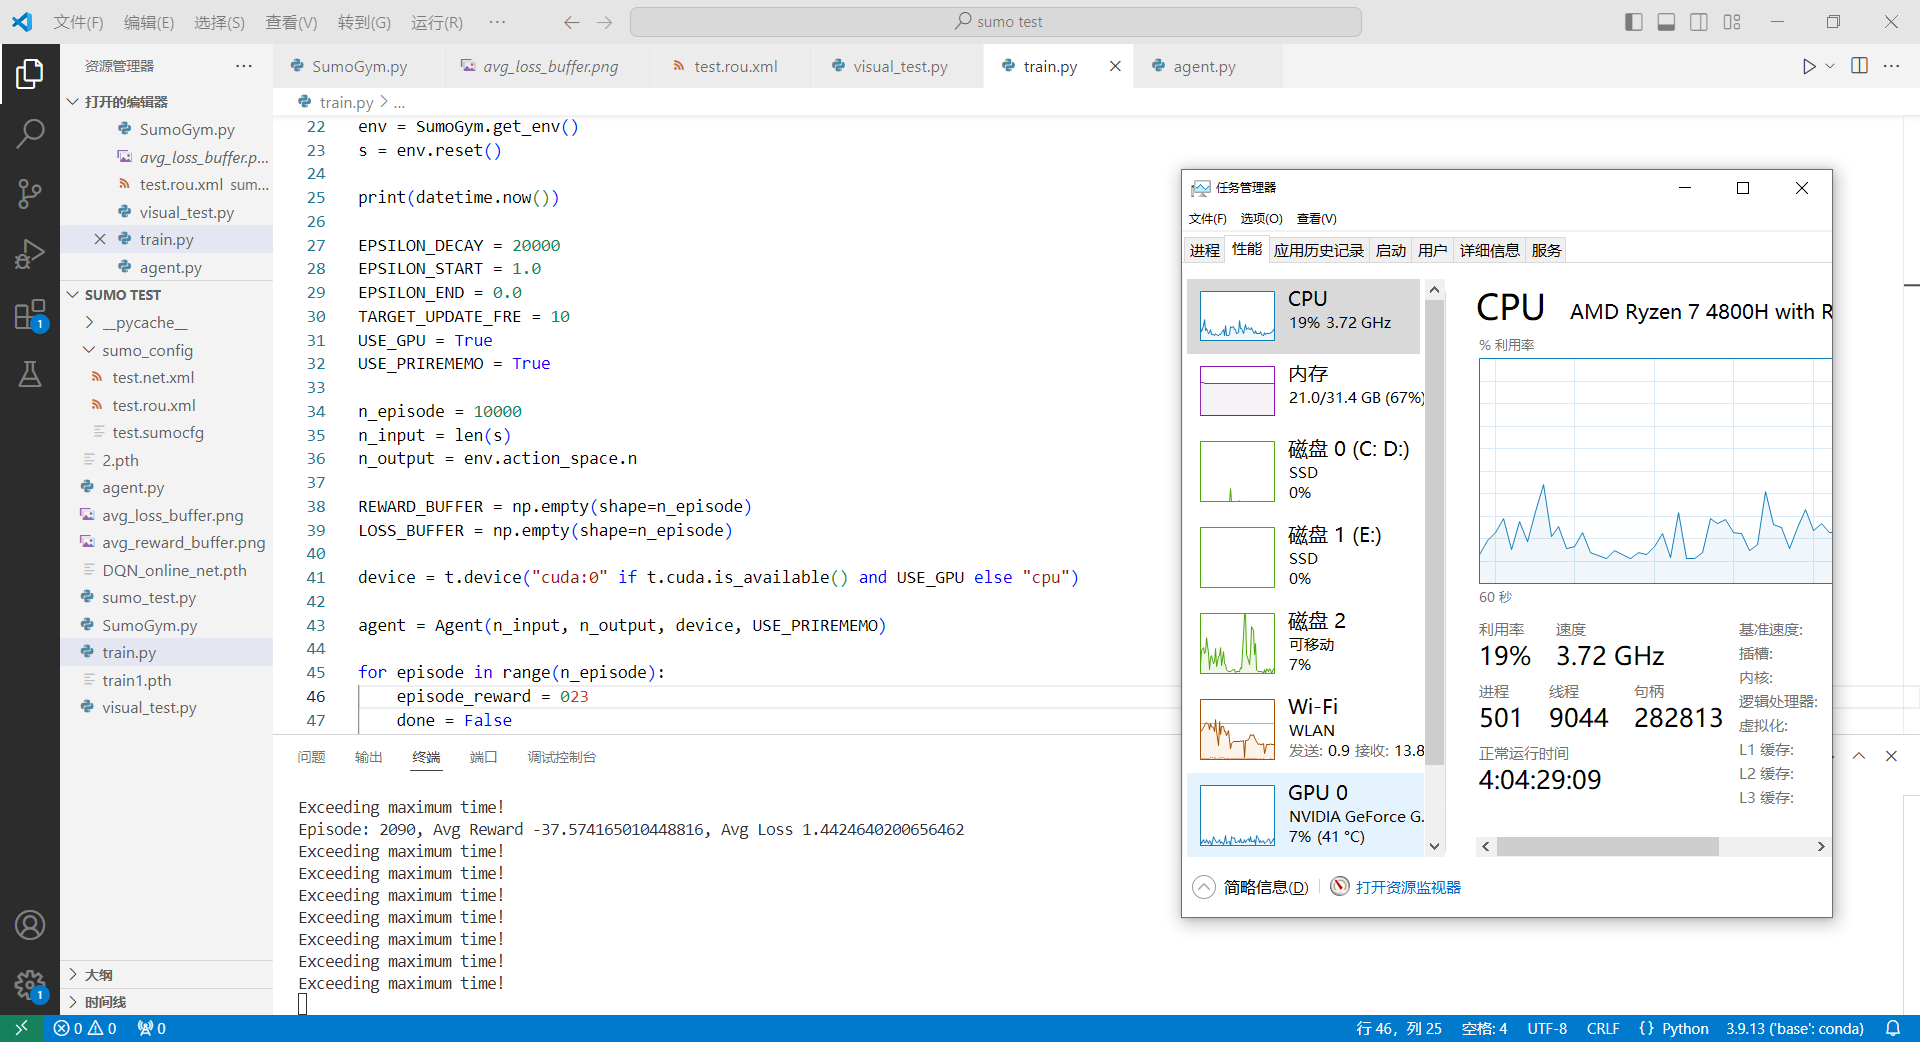 文件(F) 编辑(E) 选择(S) 查看(V) 转到(G) 运行(R) ···
sumo test
资源管理器
打开的编辑器
SumoGym.py
avg_loss_buffer.p...
test.rou.xml sum...
visual_test.py
train.py
agent.py
SUMO TEST
__pycache__
sumo_config
test.net.xml
test.rou.xml
test.sumocfg
2.pth
agent.py
avg_loss_buffer.png
avg_reward_buffer.png
DQN_online_net.pth
sumo_test.py
SumoGym.py
train.py
train1.pth
visual_test.py
大纲
时间线
1
1
SumoGym.py avg_loss_buffer.png test.rou.xml visual_test.py train.py agent.py
train.py > ...
22 env = SumoGym.get_env()
23 s = env.reset()
24
25 print(datetime.now())
26
27 EPSILON_DECAY = 20000
28 EPSILON_START = 1.0
29 EPSILON_END = 0.0
30 TARGET_UPDATE_FRE = 10
31 USE_GPU = True
32 USE_PRIREMEMO = True
33
34 n_episode = 10000
35 n_input = len(s)
36 n_output = env.action_space.n
37
38 REWARD_BUFFER = np.empty(shape=n_episode)
39 LOSS_BUFFER = np.empty(shape=n_episode)
40
41 device = t.device("cuda:0" if t.cuda.is_available() and USE_GPU else "cpu")
42
43 agent = Agent(n_input, n_output, device, USE_PRIREMEMO)
44
45 for episode in range(n_episode):
46 episode_reward = 023
47 done = False
问题 输出 终端 端口 调试控制台
Exceeding maximum time!
Episode: 2090, Avg Reward -37.574165010448816, Avg Loss 1.4424640200656462
Exceeding maximum time!
Exceeding maximum time!
Exceeding maximum time!
Exceeding maximum time!
Exceeding maximum time!
Exceeding maximum time!
Exceeding maximum time!
任务管理器
文件(F) 选项(O) 查看(V)
进程 性能 应用历史记录 启动 用户 详细信息 服务
CPU
19% 3.72 GHz
内存
21.0/31.4 GB (67%)
磁盘 0 (C: D:)
SSD
0%
磁盘 1 (E:)
SSD
0%
磁盘 2
可移动
7%
Wi-Fi
WLAN
发送: 0.9 接收: 13.8
GPU 0
NVIDIA GeForce G.
7% (41 °C)
CPU AMD Ryzen 7 4800H with R
% 利用率
60 秒
利用率 速度
19% 3.72 GHz
进程 线程 句柄
501 9044 282813
正常运行时间
4:04:29:09
基准速度:
插槽:
内核:
逻辑处理器:
虚拟化:
L1 缓存:
L2 缓存:
L3 缓存:
简略信息(D) 打开资源监视器
0 0 0
行 46，列 25 空格: 4 UTF-8 CRLF {} Python 3.9.13 ('base': conda)